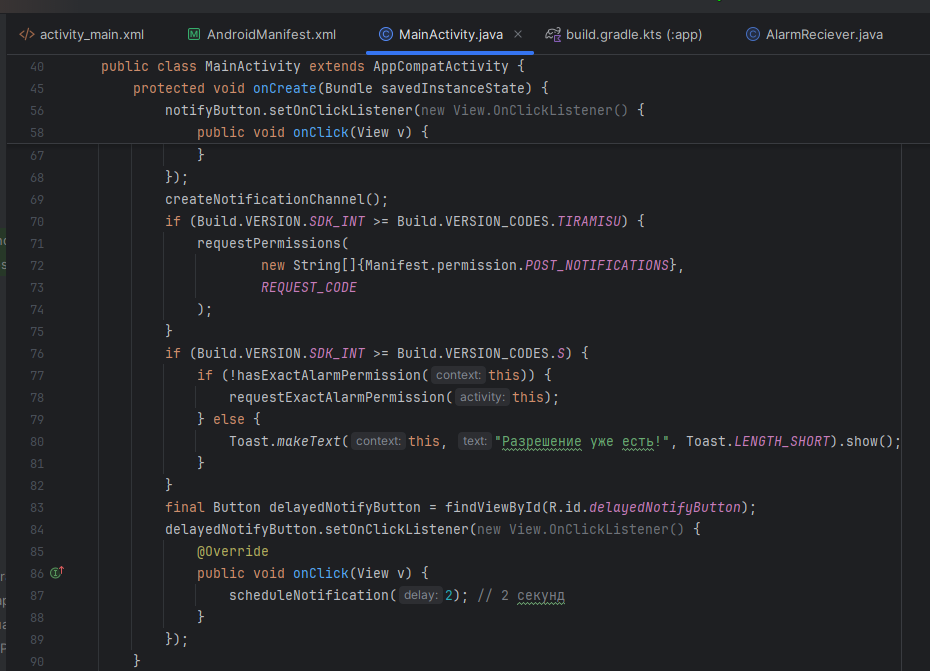 activity_main.xml AndroidManifest.xml MainActivity.java build.gradle.kts (:app) AlarmReciever.java
40 public class MainActivity extends AppCompatActivity {
45 protected void onCreate(Bundle savedInstanceState) {
56 notifyButton.setOnClickListener(new View.OnClickListener() {
58 public void onClick(View v) {
67 }
68 });
69 createNotificationChannel();
70 if (Build.VERSION.SDK_INT >= Build.VERSION_CODES.TIRAMISU) {
71 requestPermissions(
72 new String[]{Manifest.permission.POST_NOTIFICATIONS},
73 REQUEST_CODE
74 );
75 }
76 if (Build.VERSION.SDK_INT >= Build.VERSION_CODES.S) {
77 if (!hasExactAlarmPermission( context: this)) {
78 requestExactAlarmPermission( activity: this);
79 } else {
80 Toast.makeText( context: this, text: "Разрешение уже есть!", Toast.LENGTH_SHORT).show();
81 }
82 }
83 final Button delayedNotifyButton = findViewById(R.id.delayedNotifyButton);
84 delayedNotifyButton.setOnClickListener(new View.OnClickListener() {
85 @Override
86 public void onClick(View v) {
87 scheduleNotification( delay: 2); // 2 секунд
88 }
89 });
90 }